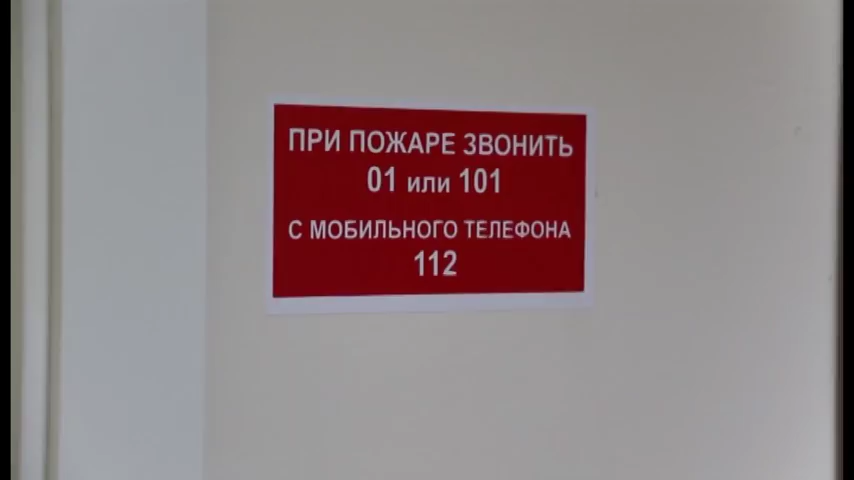 ПРИ ПОЖАРЕ ЗВОНИТЬ
01 или 101
С МОБИЛЬНОГО ТЕЛЕФОНА
112